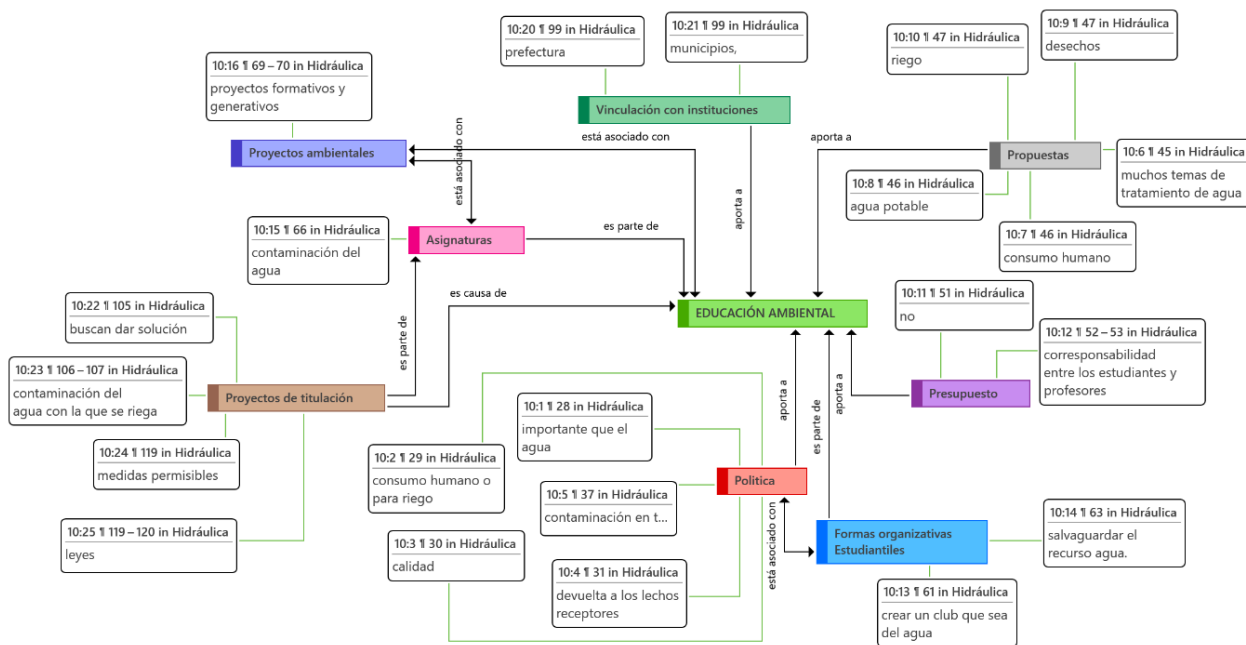 10:20 ¶ 99 in Hidráulica
prefectura
10:21 ¶ 99 in Hidráulica
municipios,
10:10 ¶ 47 in Hidráulica
riego
10:9 ¶ 47 in Hidráulica
desechos
10:16 ¶ 69 – 70 in Hidráulica
proyectos formativos y
generativos
Vinculación con instituciones
Proyectos ambientales
está asociado con
está asociado con
aporta a
aporta a
Propuestas
10:6 ¶ 45 in Hidráulica
muchos temas de
tratamiento de agua
10:8 ¶ 46 in Hidráulica
agua potable
10:7 ¶ 46 in Hidráulica
consumo humano
10:15 ¶ 66 in Hidráulica
contaminación del
agua
Asignaturas
es parte de
10:22 ¶ 105 in Hidráulica
buscan dar solución
es causa de
es parte de
EDUCACIÓN AMBIENTAL
10:11 ¶ 51 in Hidráulica
no
10:12 ¶ 52 – 53 in Hidráulica
corresponsabilidad
entre los estudiantes y
profesores
10:23 ¶ 106 – 107 in Hidráulica
contaminación del
agua con la que se riega
Proyectos de titulación
aporta a
es parte de
aporta a
Presupuesto
10:1 ¶ 28 in Hidráulica
importante que el
agua
10:24 ¶ 119 in Hidráulica
medidas permisibles
10:2 ¶ 29 in Hidráulica
consumo humano o
para riego
Politica
10:5 ¶ 37 in Hidráulica
contaminación en t...
10:25 ¶ 119 – 120 in Hidráulica
leyes
10:3 ¶ 30 in Hidráulica
calidad
10:4 ¶ 31 in Hidráulica
devuelta a los lechos
receptores
está asociado con
Formas organizativas
Estudiantiles
10:14 ¶ 63 in Hidráulica
salvaguardar el
recurso agua.
10:13 ¶ 61 in Hidráulica
crear un club que sea
del agua